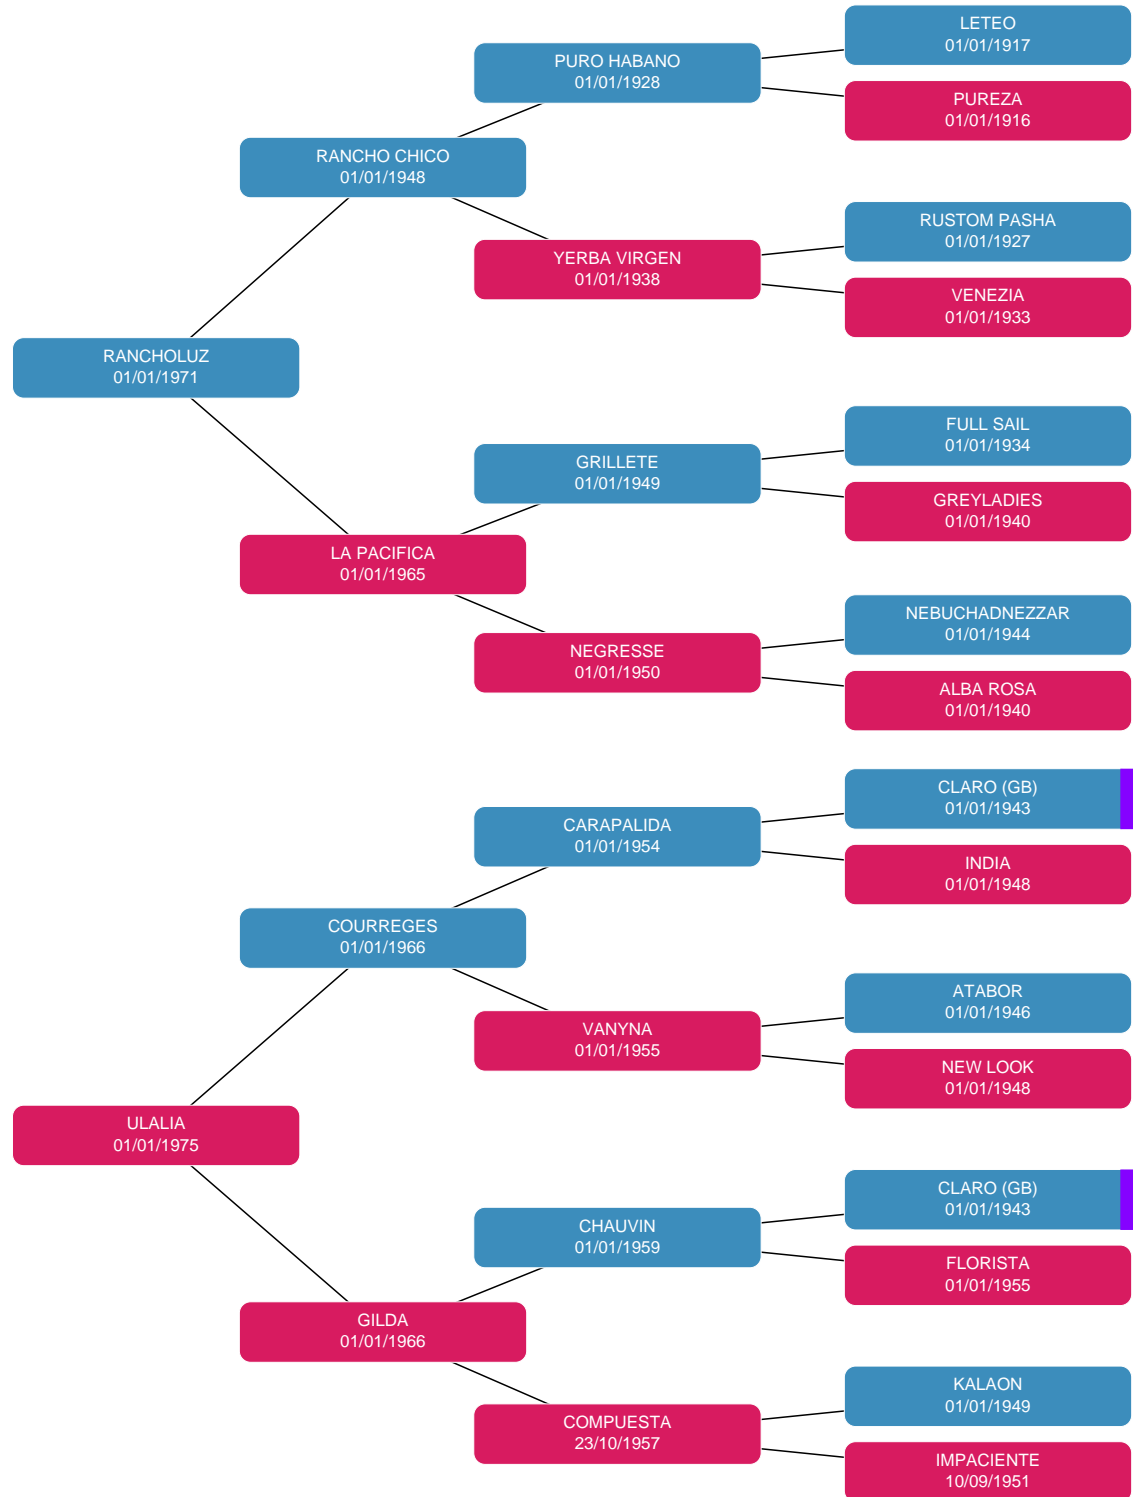 LETEO
01/01/1917
PURO HABANO
01/01/1928
PUREZA
01/01/1916
RANCHO CHICO
01/01/1948
RUSTOM PASHA
01/01/1927
YERBA VIRGEN
01/01/1938
VENEZIA
01/01/1933
RANCHOLUZ
01/01/1971
FULL SAIL
01/01/1934
GRILLETE
01/01/1949
GREYLADIES
01/01/1940
LA PACIFICA
01/01/1965
NEBUCHADNEZZAR
01/01/1944
NEGRESSE
01/01/1950
ALBA ROSA
01/01/1940
CLARO (GB)
01/01/1943
CARAPALIDA
01/01/1954
INDIA
01/01/1948
COURREGES
01/01/1966
ATABOR
01/01/1946
VANYNA
01/01/1955
NEW LOOK
01/01/1948
ULALIA
01/01/1975
CLARO (GB)
01/01/1943
CHAUVIN
01/01/1959
FLORISTA
01/01/1955
GILDA
01/01/1966
KALAON
01/01/1949
COMPUESTA
23/10/1957
IMPACIENTE
10/09/1951